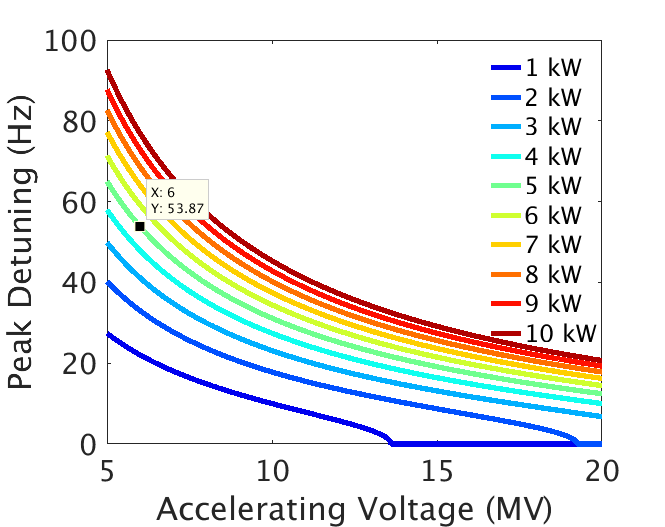 Peak Detuning (Hz)
100
80
60
40
20
0
X: 6
Y: 53.87
1 kW
2 kW
3 kW
4 kW
5 kW
6 kW
7 kW
8 kW
9 kW
10 kW
5 10 15 20
Accelerating Voltage (MV)